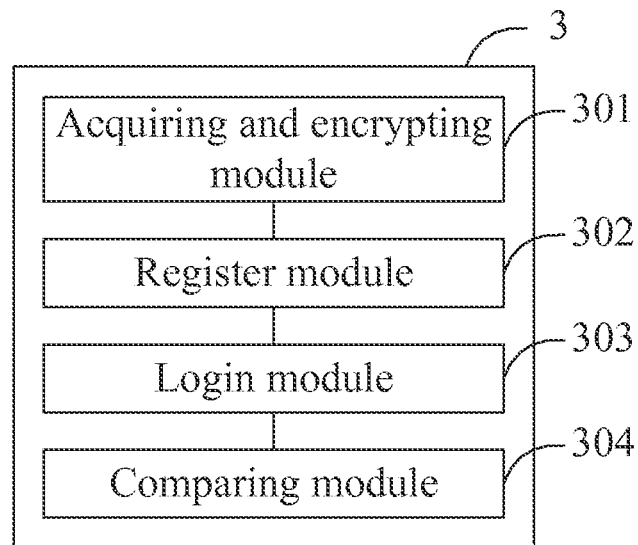 3
Acquiring and encrypting
module
301
Register module
302
Login module
303
Comparing module
304